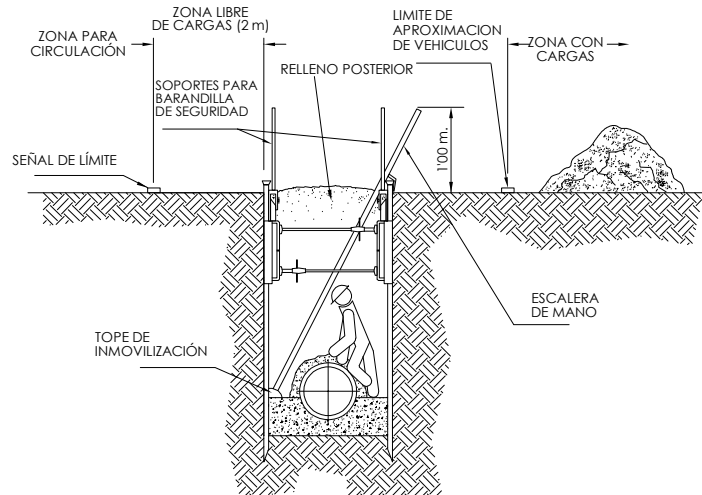 ZONA PARA
CIRCULACIÓN
ZONA LIBRE
DE CARGAS (2 m)
LIMITE DE
APROXIMACION
DE VEHICULOS
ZONA CON
CARGAS
SOPORTES PARA
BARANDILLA
DE SEGURIDAD
RELLENO POSTERIOR
1'00 m.
SEÑAL DE LÍMITE
ESCALERA
DE MANO
TOPE DE
INMOVILIZACIÓN